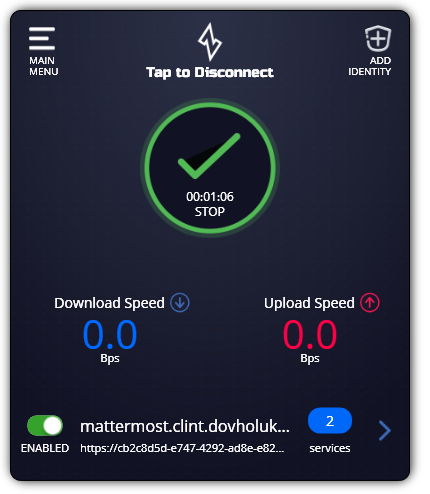 MAIN
MENU
Tap to Disconnect
ADD
IDENTITY
00:01:06
STOP
Download Speed
0.0
Bps
Upload Speed
0.0
Bps
ENABLED
mattermost.clint.dovholuk...
https://cb2c8d5d-e747-4292-ad8e-e82...
2
services